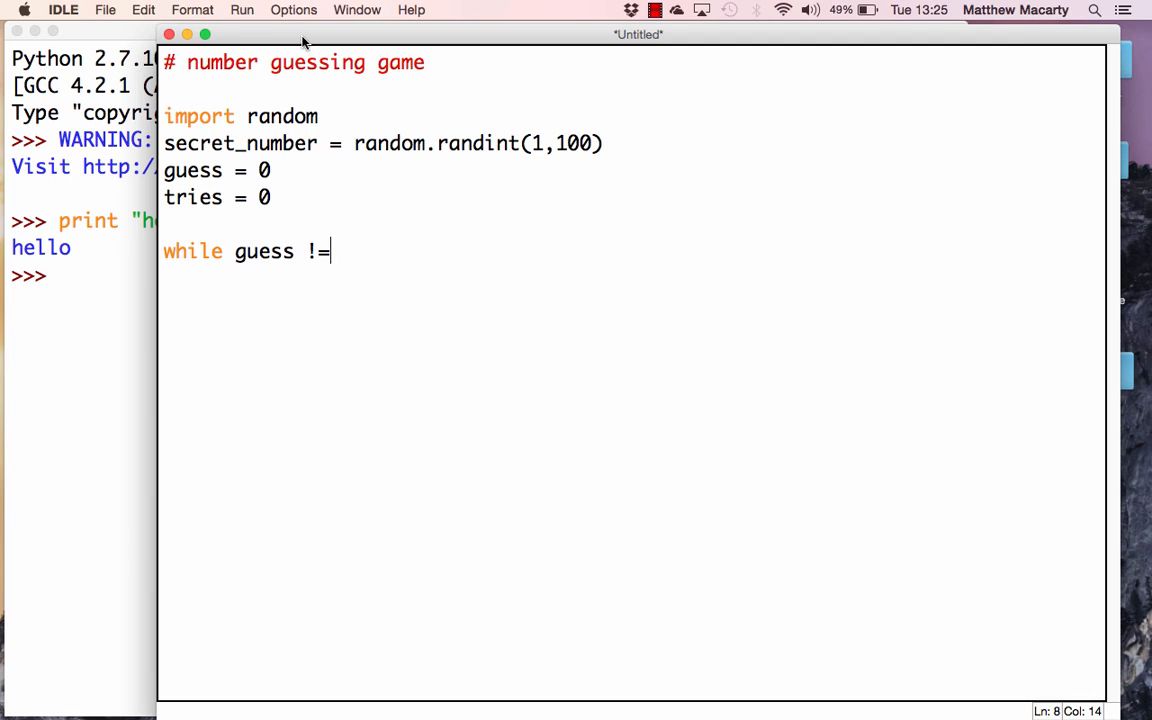 IDLE File Edit Format Run Options Window Help 49% Tue 13:25 Matthew Macarty
*Untitled*
Python 2.7.10
[GCC 4.2.1 (
Type "copyri
>>> WARNING:
Visit http:/
>>> print "h
hello
>>>
# number guessing game
import random
secret_number = random.randint(1,100)
guess = 0
tries = 0
while guess !=
Ln: 8 Col: 14